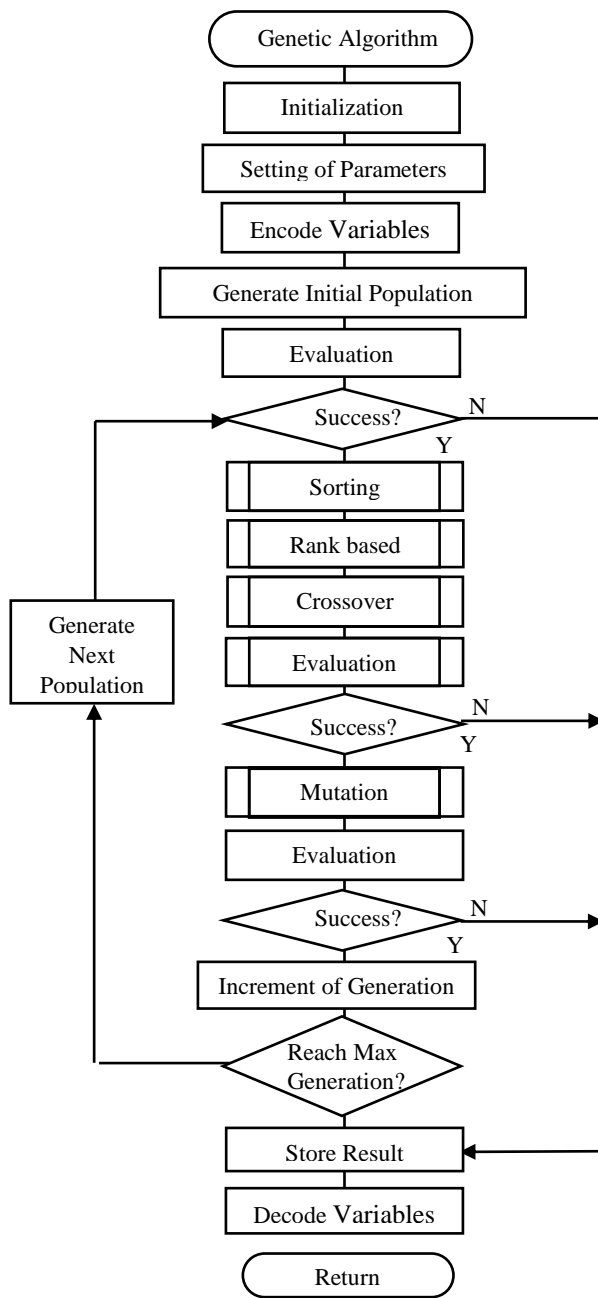 Genetic Algorithm
Initialization
Setting of Parameters
Encode Variables
Generate Initial Population
Evaluation
Success?
N
Y
Sorting
Rank based
Crossover
Generate
Next
Population
Evaluation
Success?
N
Y
Mutation
Evaluation
Success?
N
Y
Increment of Generation
Reach Max
Generation?
Store Result
Decode Variables
Return